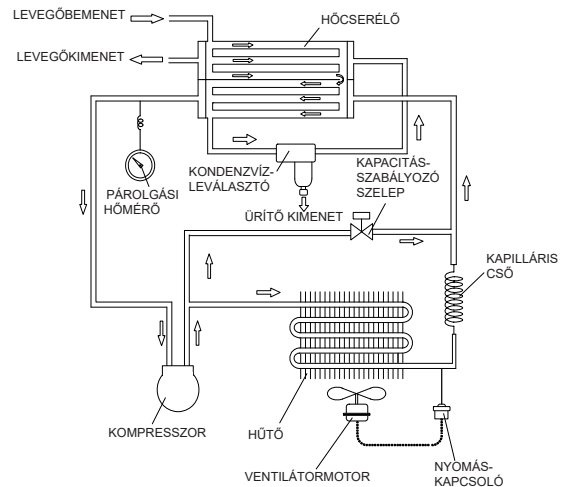 LEVEGŐBEMENET
HŐCSERÉLŐ
LEVEGŐKIMENET
KONDENZVÍZ-
LEVÁLASZTÓ
KAPACITÁS-
SZABÁLYOZÓ
SZELEP
PÁROLGÁSI
HŐMÉRŐ
ÜRÍTŐ KIMENET
KAPILLÁRIS
CSŐ
KOMPRESSZOR
HŰTŐ
VENTILÁTORMOTOR
NYOMÁS-
KAPCSOLÓ